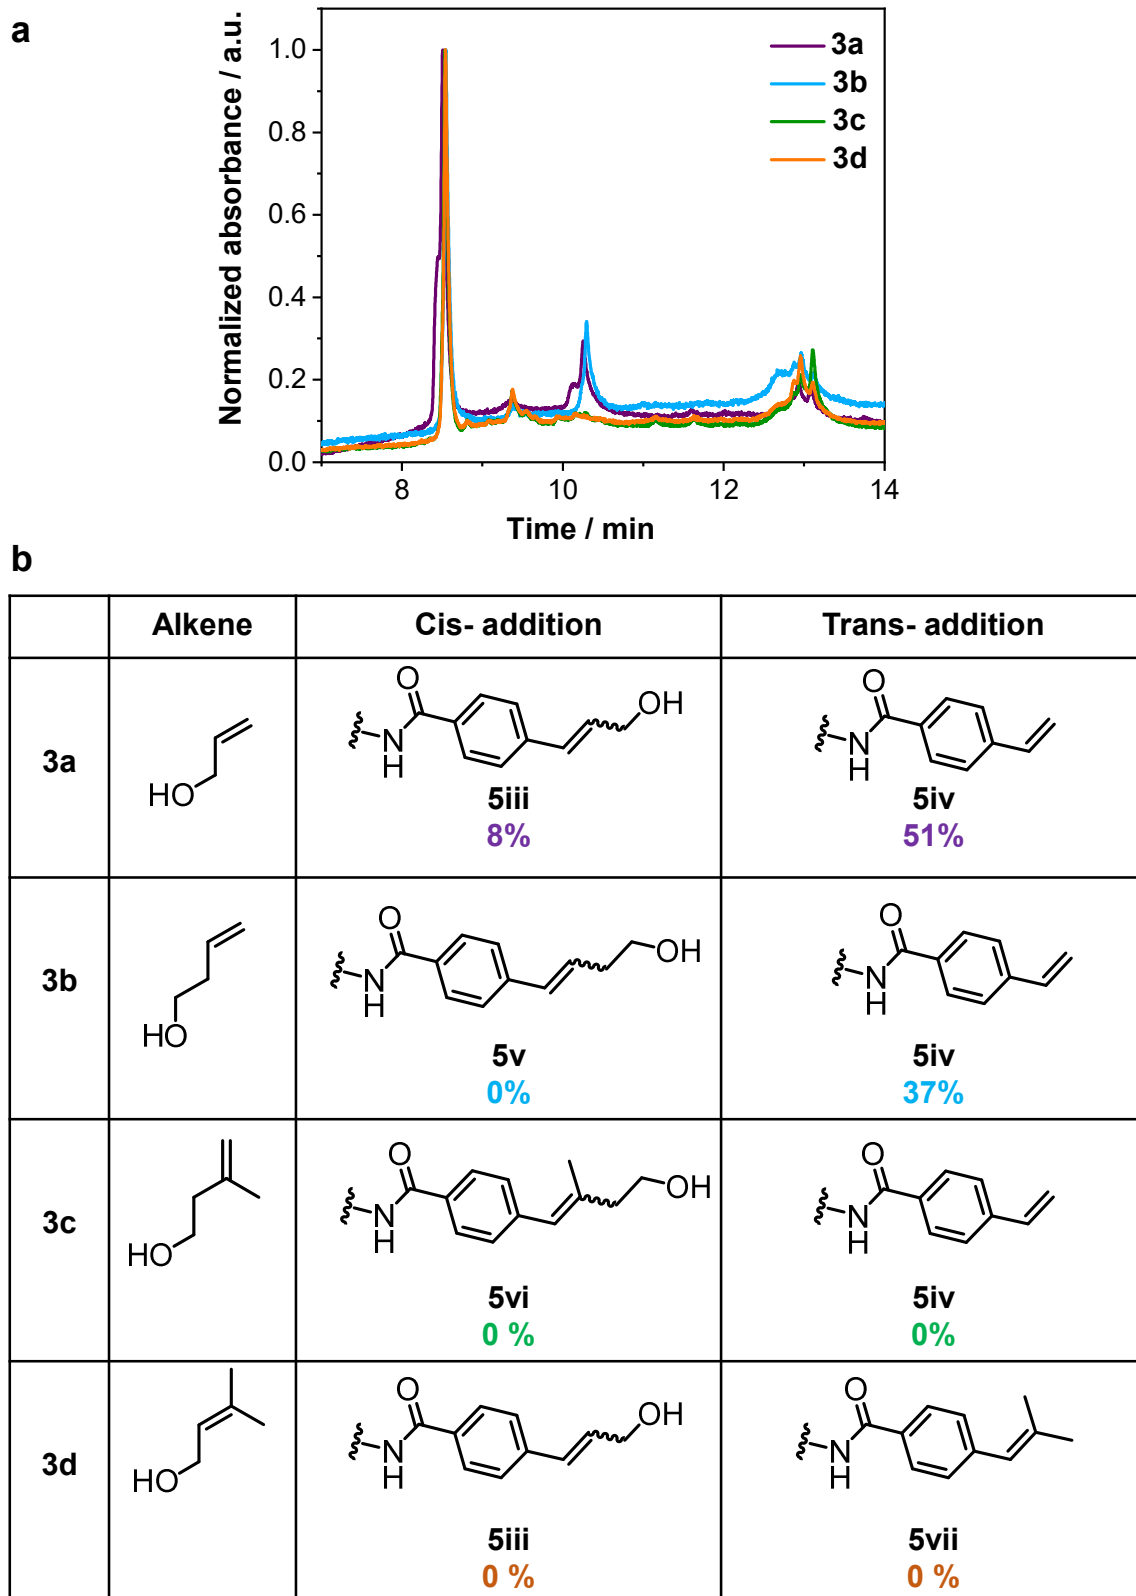 a
Normalized absorbance / a.u.
1.0
0.8
0.6
0.4
0.2
0.0
8 10 12 14
Time / min
3a
3b
3c
3d
b
Alkene Cis- addition Trans- addition
3a
HO
O
N
H
OH
5iii
8%
O
N
H
5iv
51%
3b
HO
O
N
H
OH
5v
0%
O
N
H
5iv
37%
3c
HO
O
N
H
OH
5vi
0 %
O
N
H
5iv
0%
3d
HO
O
N
H
OH
5iii
0 %
O
N
H
5vii
0 %